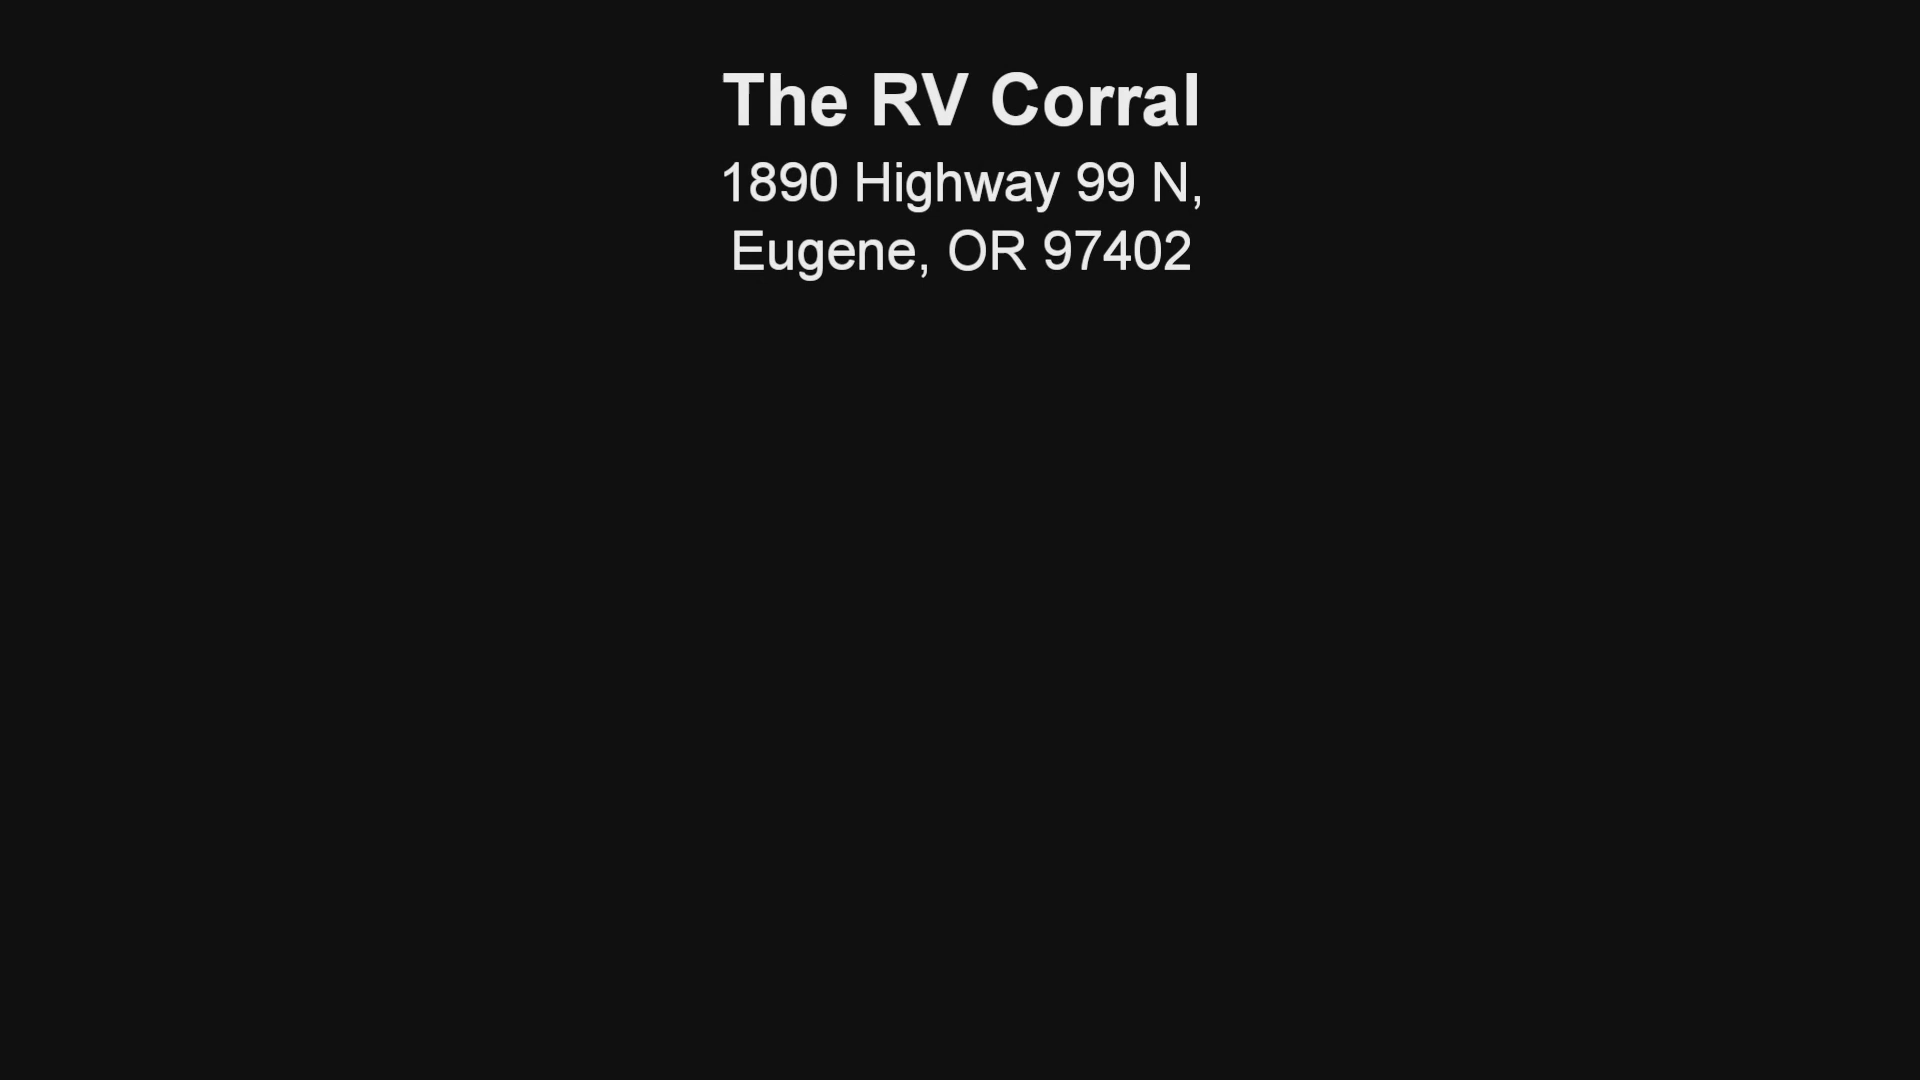 The RV Corral
1890 Highway 99 N,
Eugene, OR 97402